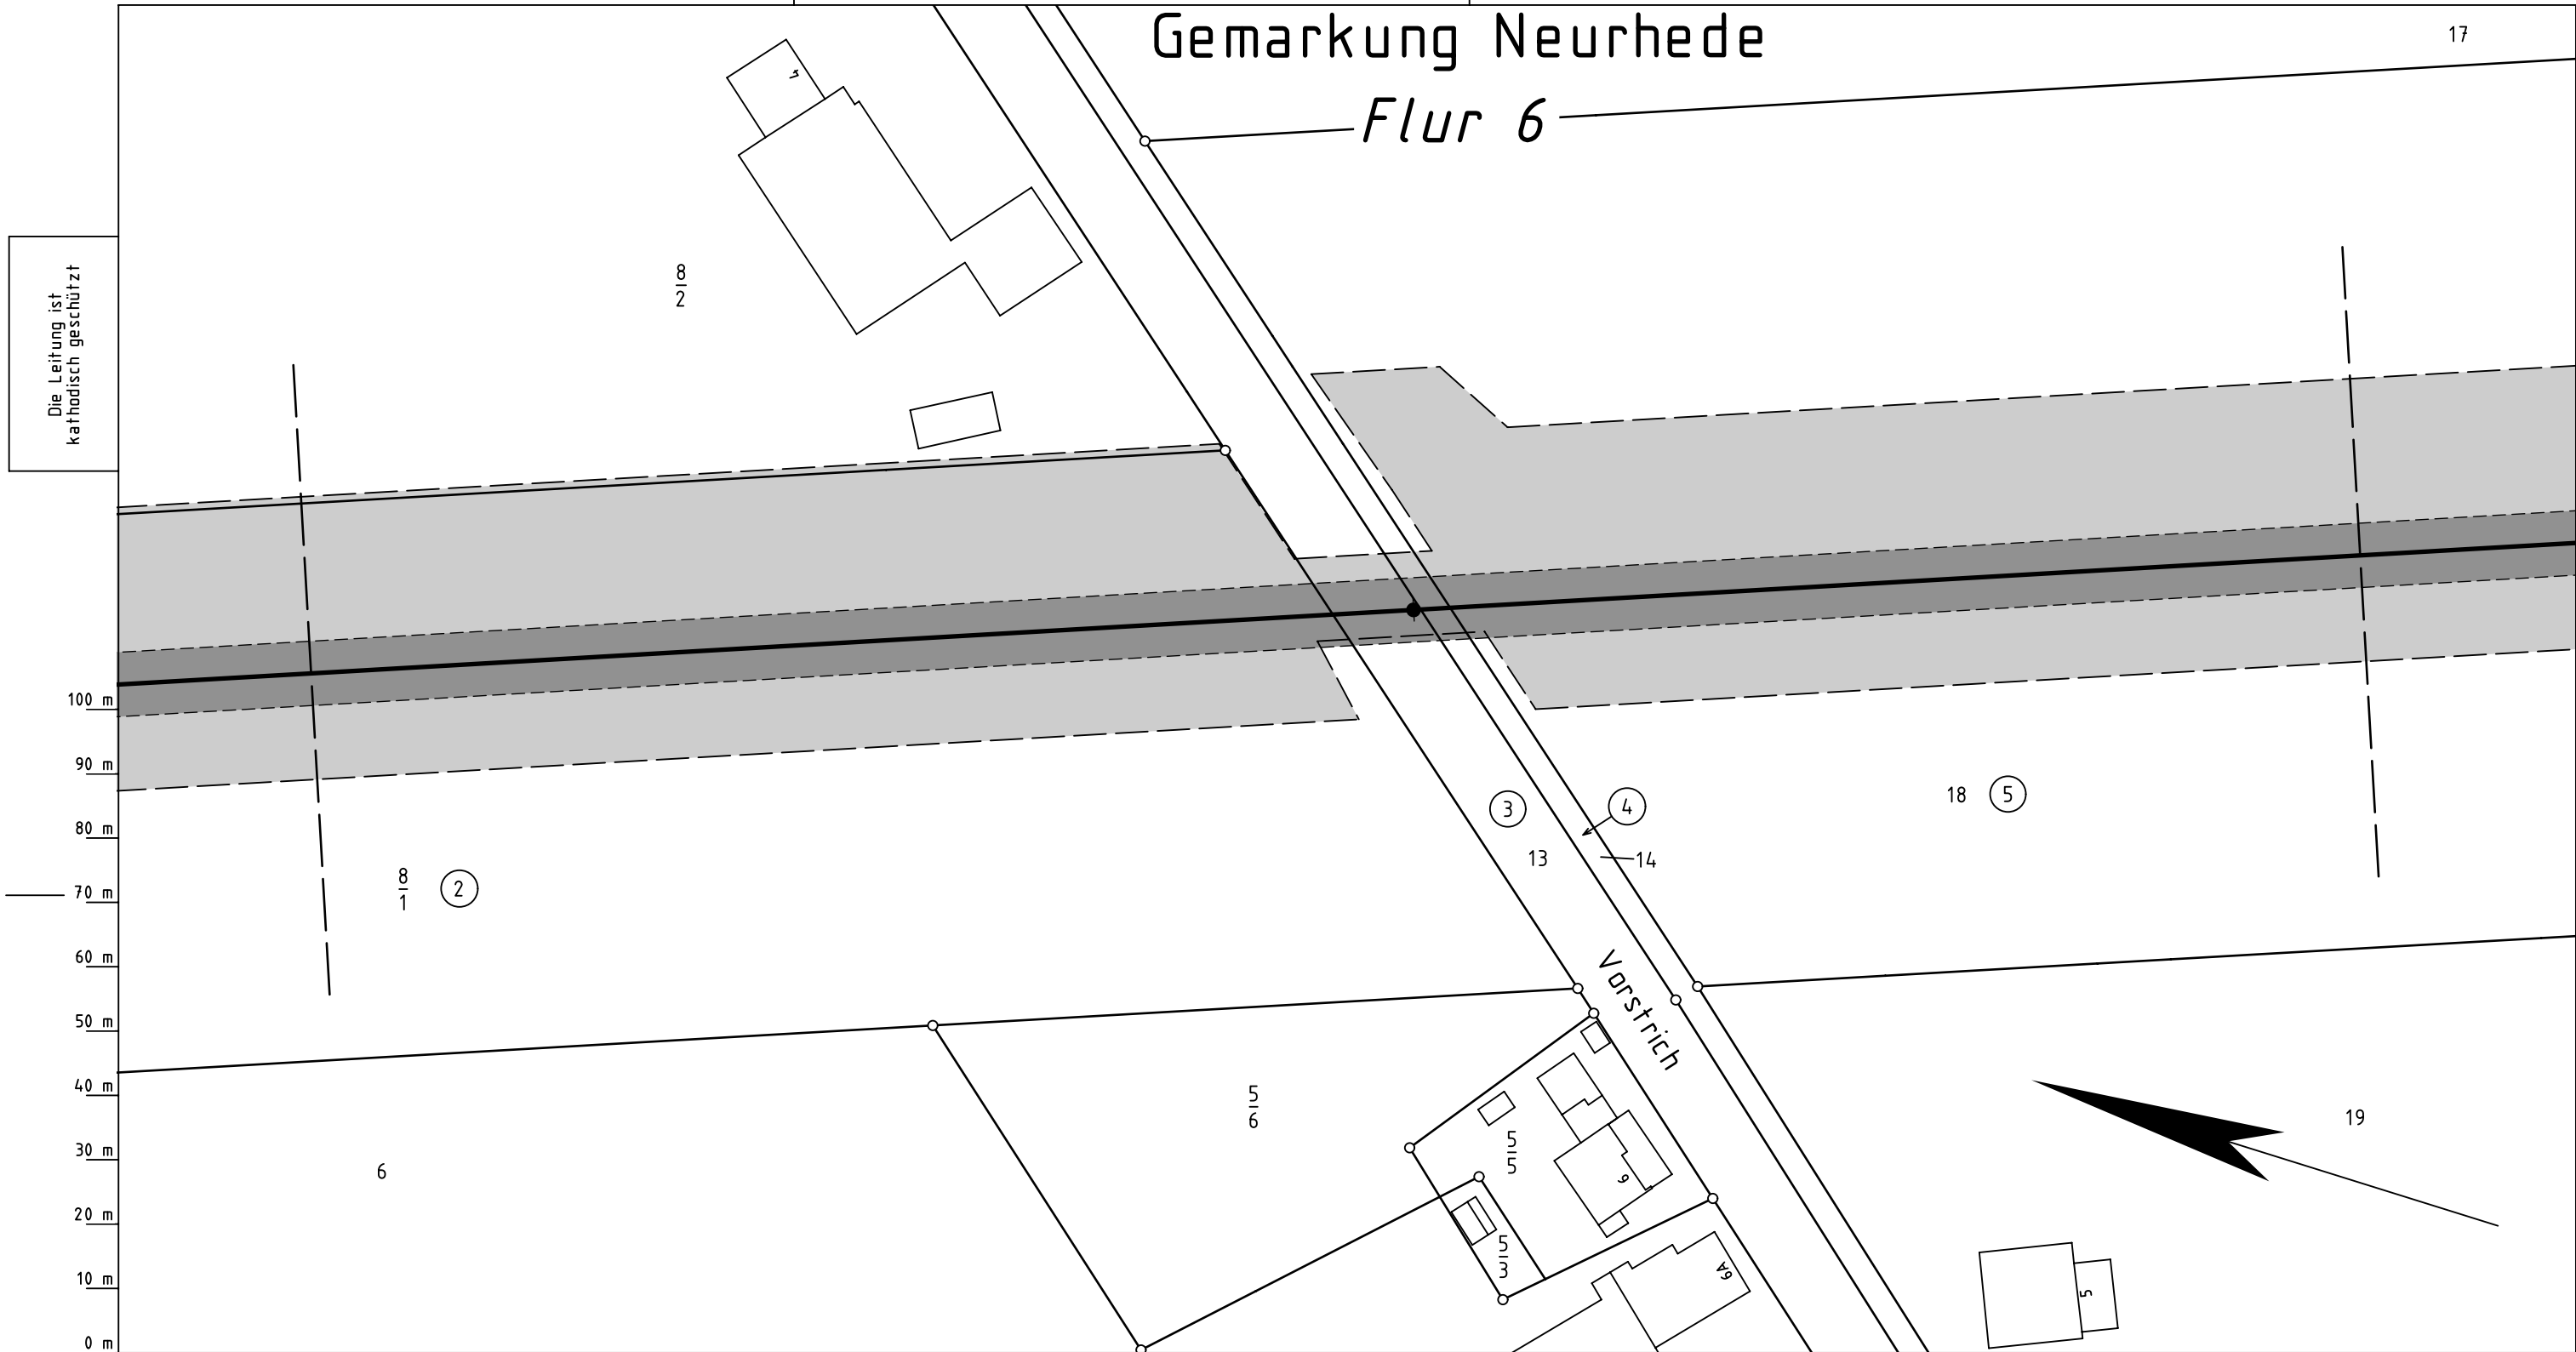 Gemarkung Neurhede
17
Flur 6
4
8
2
Die Leitung ist
kathodisch geschützt
100 m
90 m
80 m
70 m
60 m
50 m
40 m
30 m
20 m
10 m
0 m
3
4
18 5
13
14
8
1
2
Vorstrich
5
6
5
5
6
19
9
5
3
6A
5